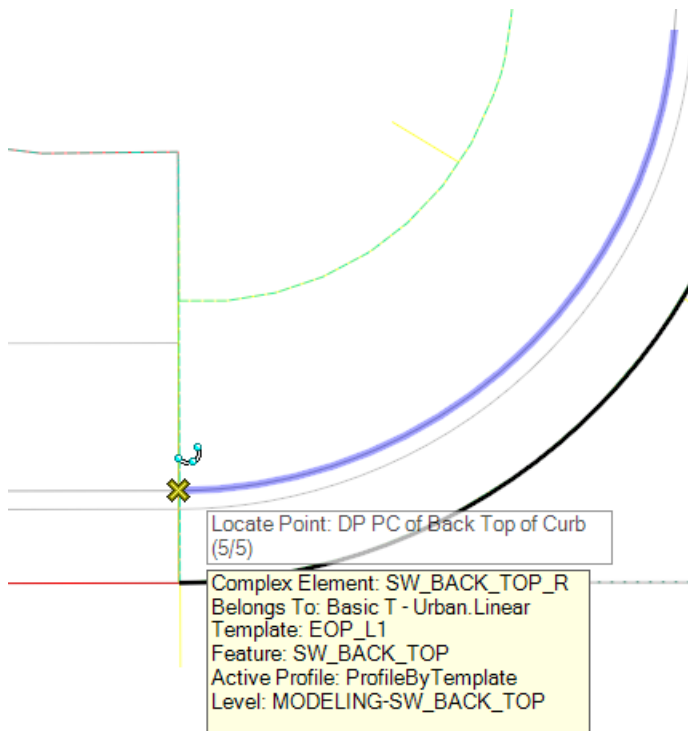 Locate Point: DP PC of Back Top of Curb
(5/5)
Complex Element: SW_BACK_TOP_R
Belongs To: Basic T - Urban.Linear
Template: EOP_L1
Feature: SW_BACK_TOP
Active Profile: ProfileByTemplate
Level: MODELING-SW_BACK_TOP